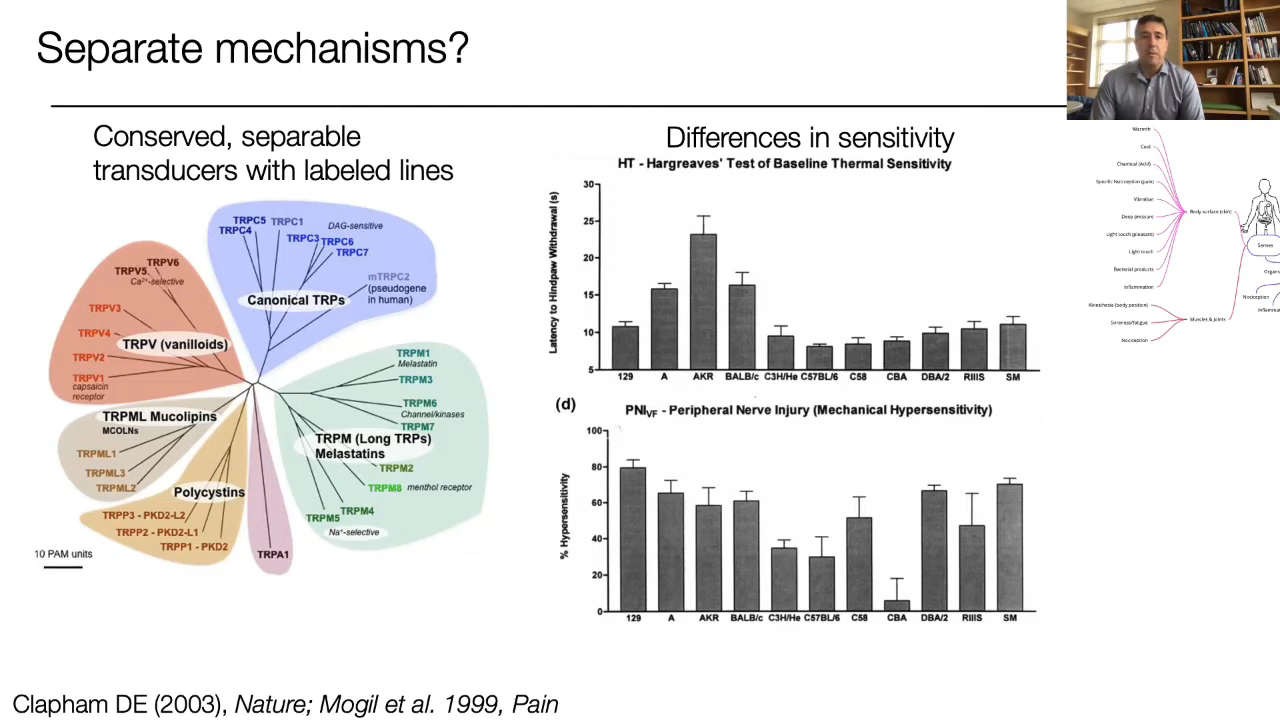 Separate mechanisms?
Conserved, separable
transducers with labeled lines
TRPC5 TRPC1
TRPC4
DAG-sensitive
TRPC3 TRPC6
TRPC7
mTRPC2
(pseudogene
in human)
Canonical TRPs
TRPV6
TRPV5
Ca²⁺-selective
TRPV3
TRPV4
TRPV (vanilloids)
TRPV2
TRPV1
capsaicin
receptor
TRPM1
Melastatin
TRPM3
TRPM6
Channel/kinases
TRPM7
TRPM (Long TRPs)
Melastatins
TRPM2
TRPM8 menthol receptor
TRPM4
TRPM5
Na⁺-selective
TRPML Mucolipins
MCOLNs
TRPML1
TRPML3
TRPML2
Polycystins
TRPP3 - PKD2-L2
TRPP2 - PKD2-L1
TRPP1 - PKD2
TRPA1
10 PAM units
Differences in sensitivity
HT - Hargreaves' Test of Baseline Thermal Sensitivity
Latency to Hindpaw Withdrawal (s)
30
25
20
15
10
5
129 A AKR BALB/c C3H/He C57BL/6 C58 CBA DBA/2 RIIIS SM
(d)
PNIVF - Peripheral Nerve Injury (Mechanical Hypersensitivity)
% Hypersensitivity
100
80
60
40
20
0
129 A AKR BALB/c C3H/He C57BL/6 C58 CBA DBA/2 RIIIS SM
Warmth
Cool
Chemical (Acid)
Specific Nociception (pain)
Vibration
Deep pressure
Light touch (pleasant)
Light touch
Bacterial products
Inflammation
Body surface (skin)
Kinesthesia (body position)
Soreness/fatigue
Nociception
Muscles & Joints
Senses
Organs
Nociception
Inflamma
Clapham DE (2003), Nature; Mogil et al. 1999, Pain